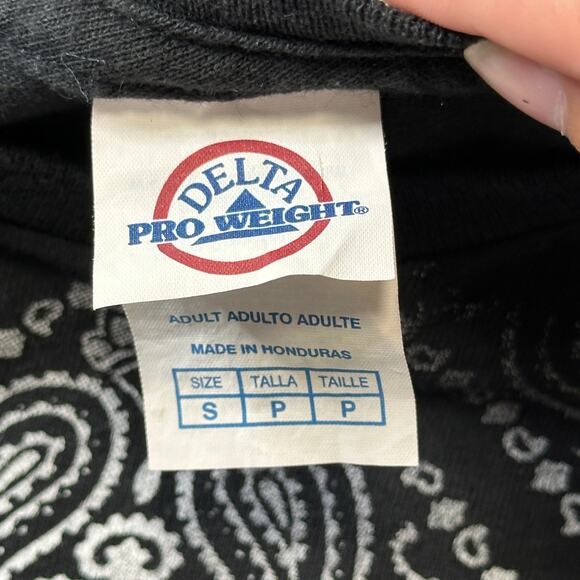 DELTA
PRO WEIGHT®
ADULT ADULTO ADULTE
MADE IN HONDURAS
SIZE TALLA TAILLE
S P P